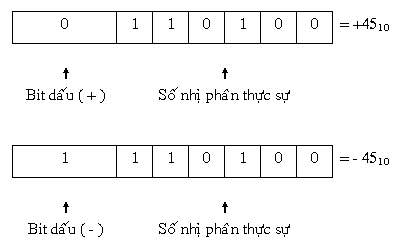 0 1 1 0 1 0 0 = +45₁₀
Bit dấu ( + ) Số nhị phân thực sự
1 1 1 0 1 0 0 = - 45₁₀
Bit dấu ( - ) Số nhị phân thực sự